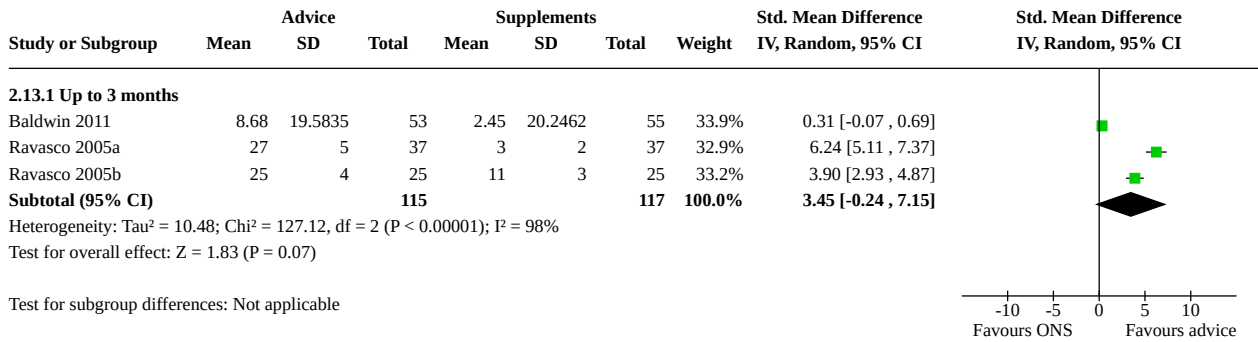 Advice Supplements Std. Mean Difference Std. Mean Difference
Study or Subgroup Mean SD Total Mean SD Total Weight IV, Random, 95% CI IV, Random, 95% CI
2.13.1 Up to 3 months
Baldwin 2011 8.68 19.5835 53 2.45 20.2462 55 33.9% 0.31 [-0.07 , 0.69]
Ravasco 2005a 27 5 37 3 2 37 32.9% 6.24 [5.11 , 7.37]
Ravasco 2005b 25 4 25 11 3 25 33.2% 3.90 [2.93 , 4.87]
Subtotal (95% CI) 115 117 100.0% 3.45 [-0.24 , 7.15]
Heterogeneity: Tau² = 10.48; Chi² = 127.12, df = 2 (P < 0.00001); I² = 98%
Test for overall effect: Z = 1.83 (P = 0.07)
Test for subgroup differences: Not applicable
-10 -5 0 5 10
Favours ONS Favours advice